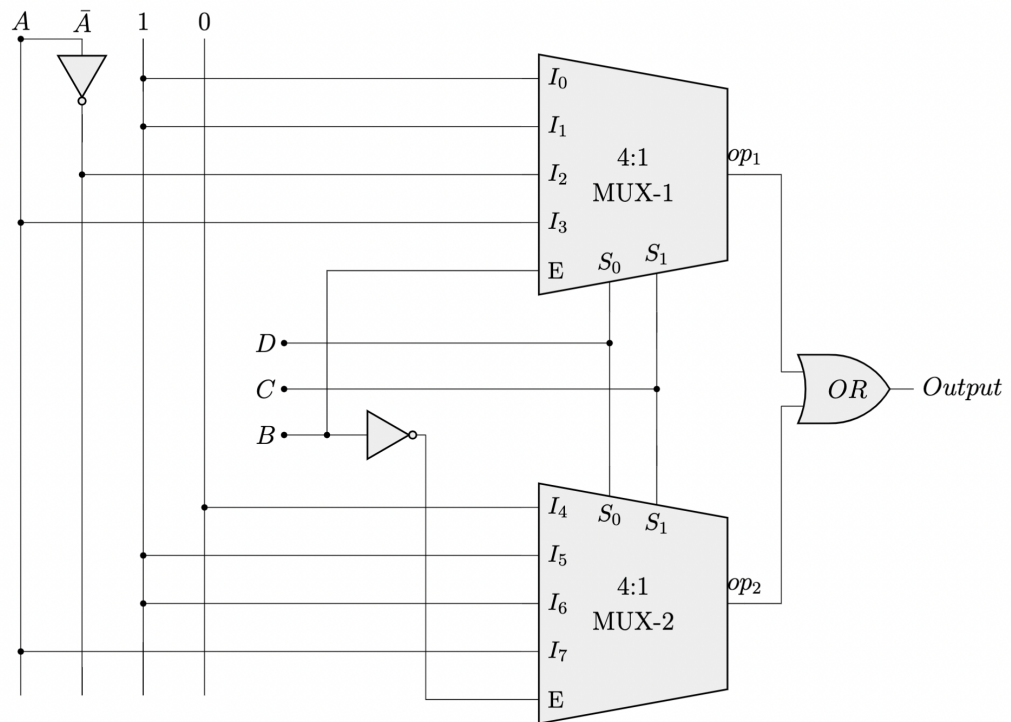 A Ā 1 0
I₀
I₁
I₂
I₃
E
S₀ S₁
4:1
MUX-1
op₁
D
C
B
OR
Output
I₄
I₅
I₆
I₇
E
S₀ S₁
4:1
MUX-2
op₂